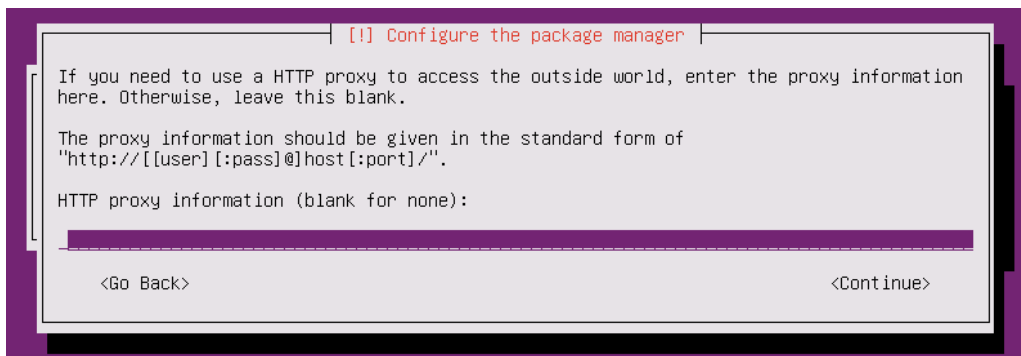 [!] Configure the package manager
If you need to use a HTTP proxy to access the outside world, enter the proxy information
here. Otherwise, leave this blank.
The proxy information should be given in the standard form of
"http://[[user][:pass]@]host[:port]/".
HTTP proxy information (blank for none):
<Go Back> <Continue>